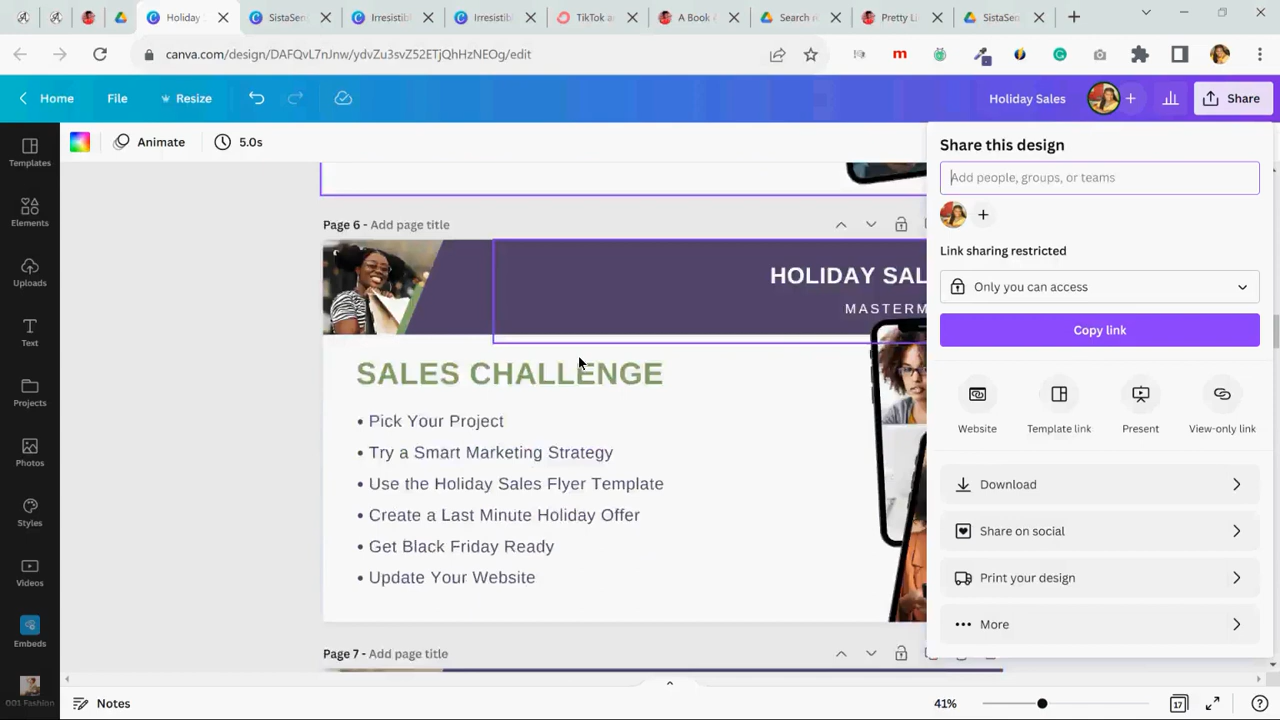 Holiday
SistaSen
Irresistib
Irresistib
TikTok a
A Book (
Search re
Pretty Li
SistaSen
canva.com/design/DAFQvL7nJnw/ydvZu3svZ52ETjQhHzNEOg/edit
Home
File
Resize
Holiday Sales
Share
Animate
5.0s
Templates
Elements
Uploads
Text
Projects
Photos
Styles
Videos
Embeds
001 Fashion
Page 6 - Add page title
HOLIDAY SAL
MASTERM
SALES CHALLENGE
• Pick Your Project
• Try a Smart Marketing Strategy
• Use the Holiday Sales Flyer Template
• Create a Last Minute Holiday Offer
• Get Black Friday Ready
• Update Your Website
Page 7 - Add page title
Share this design
Add people, groups, or teams
Link sharing restricted
Only you can access
Copy link
Website
Template link
Present
View-only link
Download
Share on social
Print your design
More
Notes
41%
17